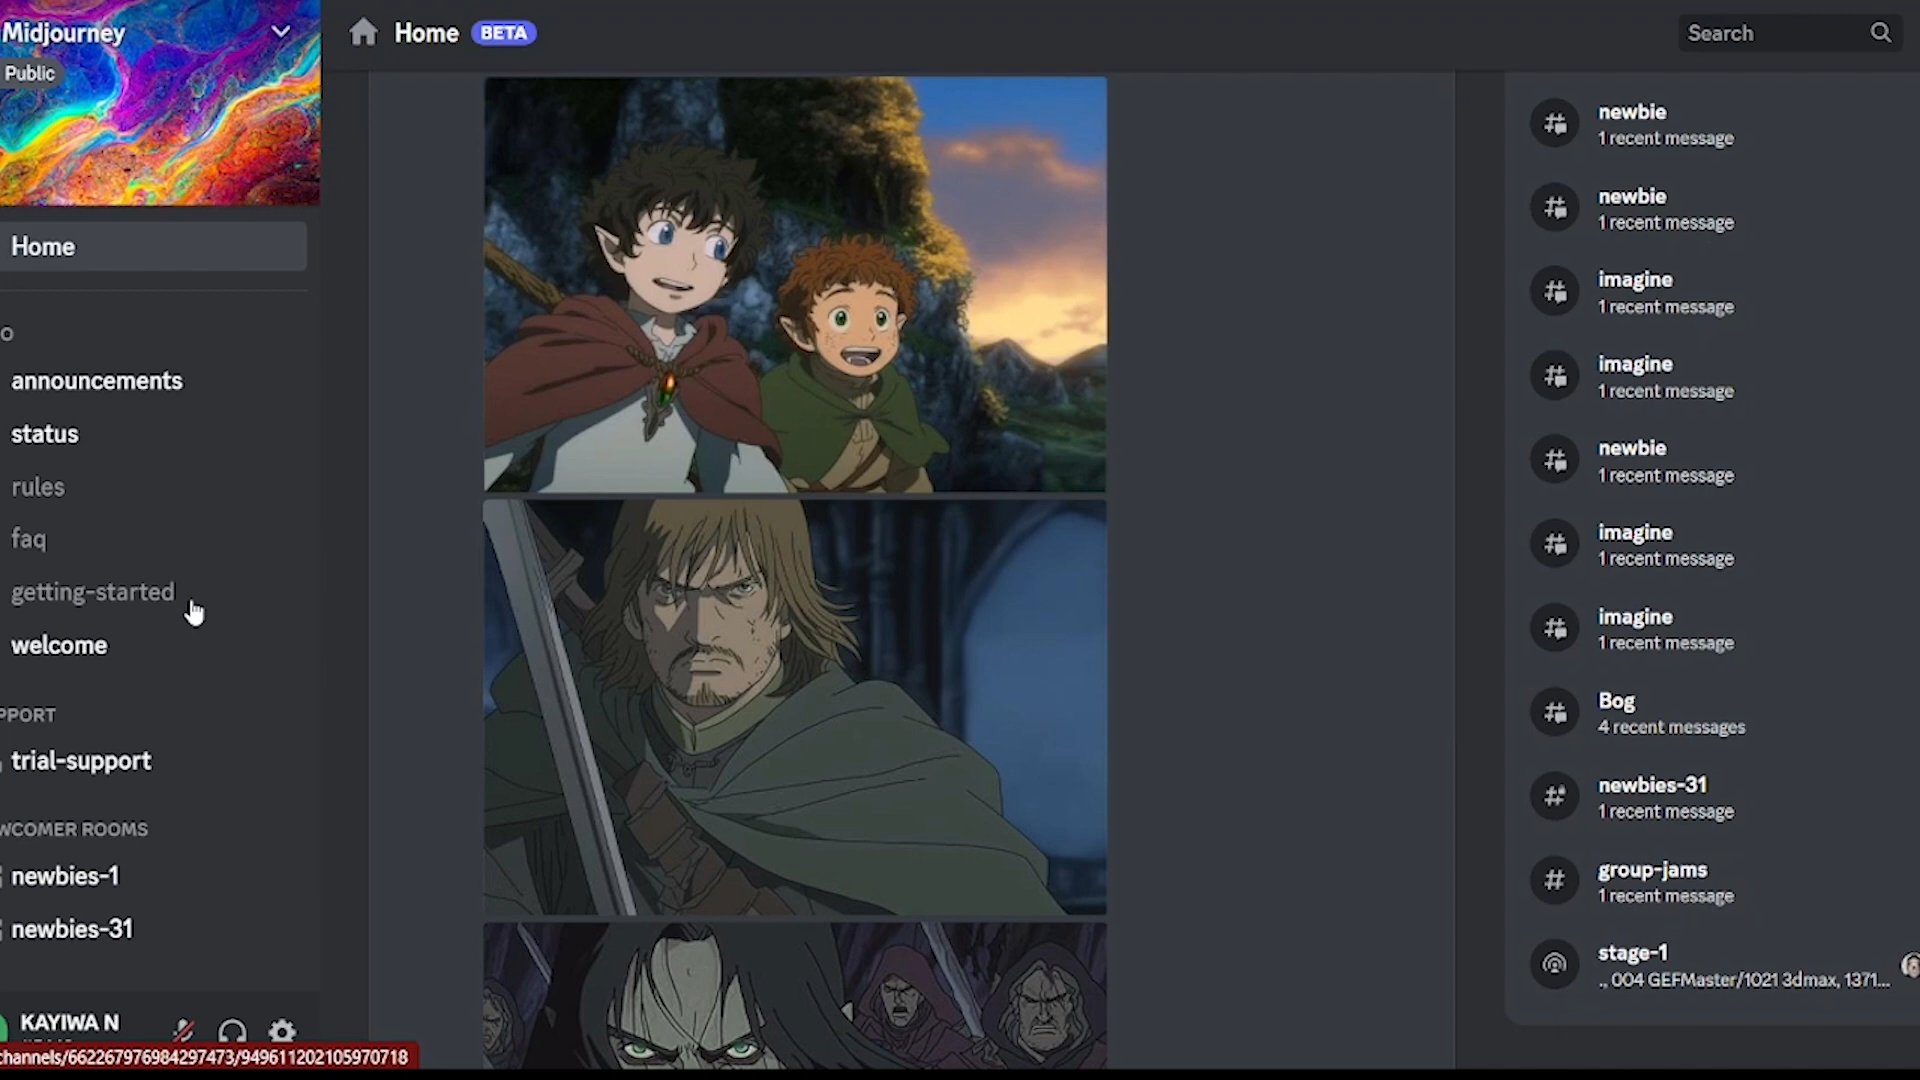 Midjourney
Public
Home
announcements
status
rules
faq
getting-started
welcome
PPORT
trial-support
WCOMER ROOMS
newbies-1
newbies-31
KAYIWA N
channels/662267976984297473/949611202105970718
Home BETA
Search
newbie
1 recent message
newbie
1 recent message
imagine
1 recent message
imagine
1 recent message
newbie
1 recent message
imagine
1 recent message
imagine
1 recent message
Bog
4 recent messages
newbies-31
1 recent message
group-jams
1 recent message
stage-1
., 004 GEFMaster/1021 3dmax, 1371...